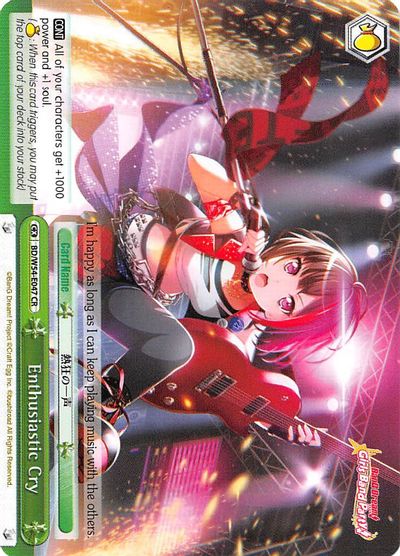 BanG Dream!
Girls Band Party!
I'm happy as long as I can keep playing music with the others.
【CONT】 All of your characters get +1000
power and +1 soul.
( : When this card triggers, you may put
the top card of your deck into your stock)
Card Name
熱狂の一声
BD/W54-E047 CR
Enthusiastic Cry
©BanG Dream! Project ©Craft Egg Inc. ©bushiroad All Rights Reserved.